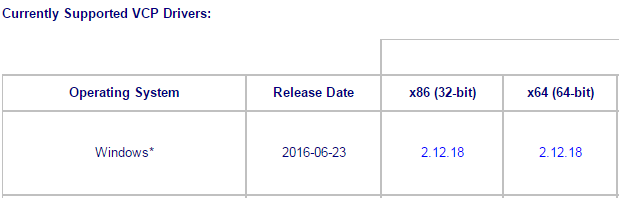 Currently Supported VCP Drivers:
Operating System Release Date x86 (32-bit) x64 (64-bit)
Windows* 2016-06-23 2.12.18 2.12.18